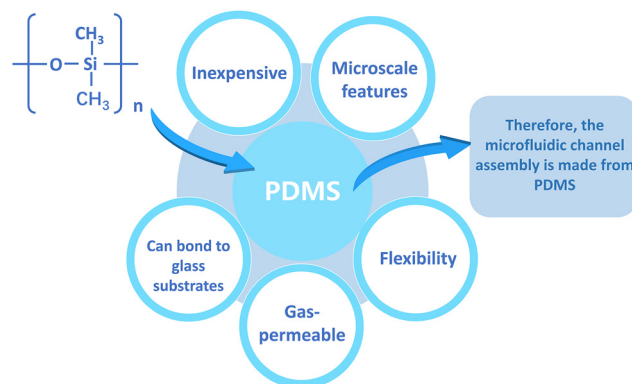 CH3
O
Si
CH3
n
Inexpensive
Microscale
features
PDMS
Therefore, the
microfluidic channel
assembly is made from
PDMS
Can bond to
glass
substrates
Flexibility
Gas-
permeable